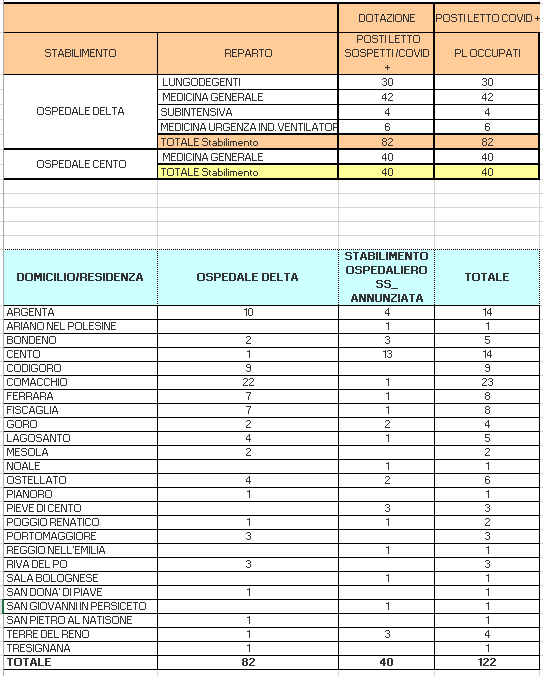 DOTAZIONE POSTI LETTO COVID +
STABILIMENTO REPARTO POSTI LETTO SOSPETTI/COVID + PL OCCUPATI
OSPEDALE DELTA
LUNGODEGENTI 30 30
MEDICINA GENERALE 42 42
SUBINTENSIVA 4 4
MEDICINA URGENZA IND.VENTILATOR 6 6
TOTALE Stabilimento 82 82
OSPEDALE CENTO
MEDICINA GENERALE 40 40
TOTALE Stabilimento 40 40
DOMICILIO/RESIDENZA OSPEDALE DELTA STABILIMENTO OSPEDALIERO SS_ ANNUNZIATA TOTALE
ARGENTA 10 4 14
ARIANO NEL POLESINE 1 1
BONDENO 2 3 5
CENTO 1 13 14
CODIGORO 9 9
COMACCHIO 22 1 23
FERRARA 7 1 8
FISCAGLIA 7 1 8
GORO 2 2 4
LAGOSANTO 4 1 5
MESOLA 2 2
NOALE 1 1
OSTELLATO 4 2 6
PIANORO 1 1
PIEVE DI CENTO 3 3
POGGIO RENATICO 1 1 2
PORTOMAGGIORE 3 3
REGGIO NELL'EMILIA 1 1
RIVA DEL PO 3 3
SALA BOLOGNESE 1 1
SAN DONA' DI PIAVE 1 1
SAN GIOVANNI IN PERSICETO 1 1
SAN PIETRO AL NATISONE 1 1
TERRE DEL RENO 1 3 4
TRESIGNANA 1 1
TOTALE 82 40 122